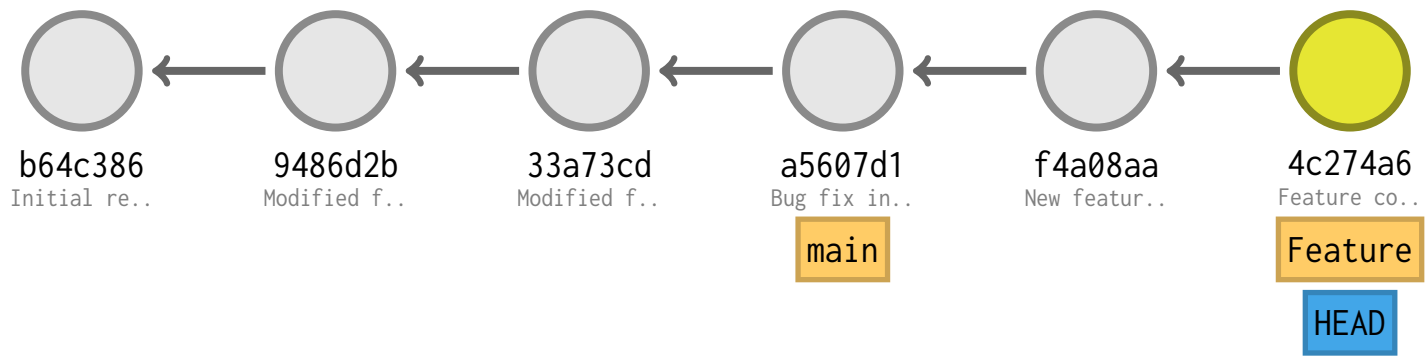 b64c386 9486d2b 33a73cd a5607d1 f4a08aa 4c274a6
Initial re.. Modified f.. Modified f.. Bug fix in.. New featur.. Feature co..
main Feature
HEAD